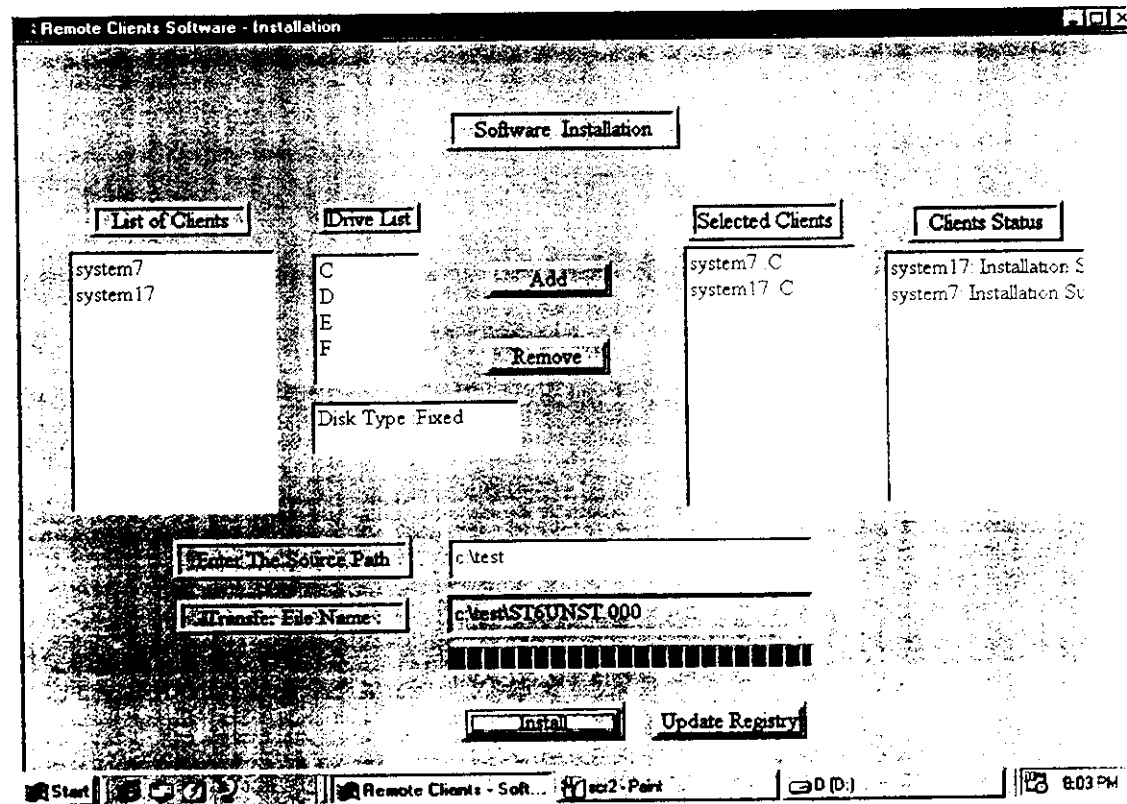 Remote Clients Software - Installation
Software Installation
List of Clients
Drive List
Selected Clients
Clients Status
system7
system17
C
D
E
F
Add
Remove
system7 C
system17 C
system17: Installation S
system7 Installation Su
Disk Type :Fixed
Enter The Source Path
c:\test
Transfer File Name :
c:\test\ST6UNST.000
Install
Update Registry
Start
Remote Clients - Soft...
scr2 - Paint
D (D:)
8:03 PM